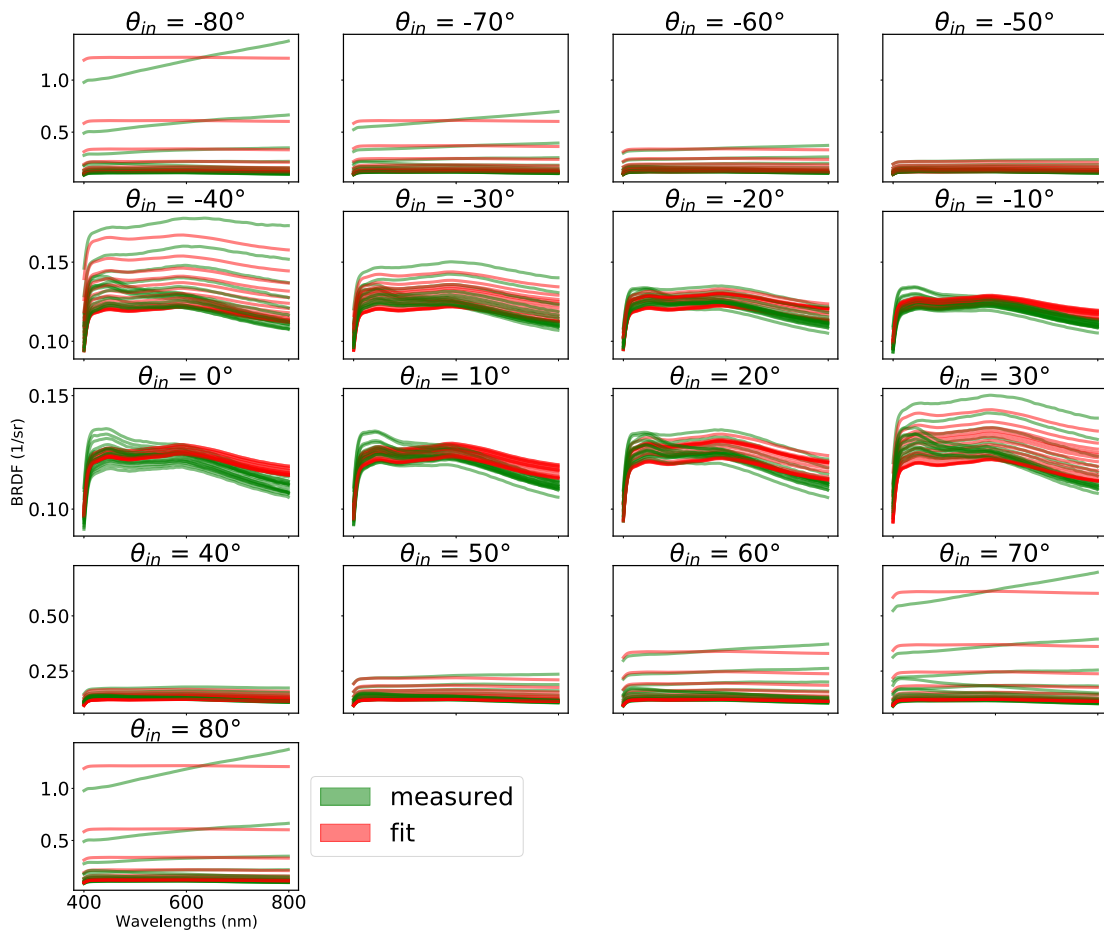 θin = -80° θin = -70° θin = -60° θin = -50°
1.0
0.5
θin = -40° θin = -30° θin = -20° θin = -10°
0.15
0.10
θin = 0° θin = 10° θin = 20° θin = 30°
0.15
BRDF (1/sr)
0.10
θin = 40° θin = 50° θin = 60° θin = 70°
0.50
0.25
θin = 80°
1.0
measured
fit
0.5
400 600 800
Wavelengths (nm)